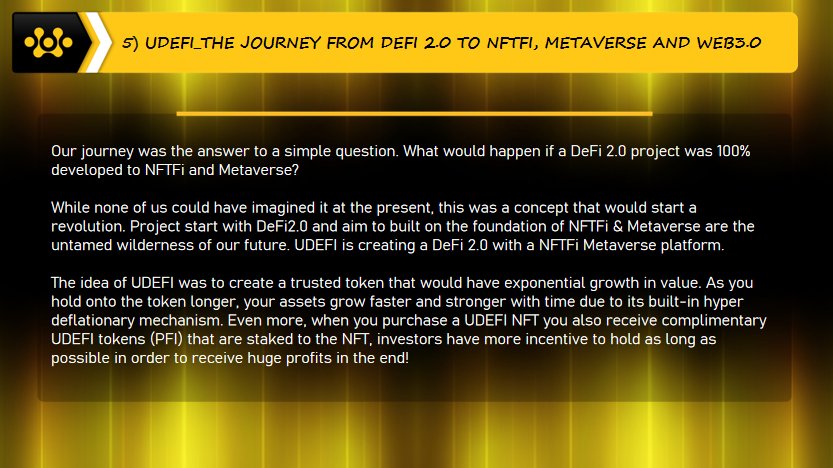 5) UDEFI_THE JOURNEY FROM DEFI 2.0 TO NFTFI, METAVERSE AND WEB3.0
Our journey was the answer to a simple question. What would happen if a DeFi 2.0 project was 100%
developed to NFTFi and Metaverse?
While none of us could have imagined it at the present, this was a concept that would start a
revolution. Project start with DeFi2.0 and aim to built on the foundation of NFTFi & Metaverse are the
untamed wilderness of our future. UDEFI is creating a DeFi 2.0 with a NFTFi Metaverse platform.
The idea of UDEFI was to create a trusted token that would have exponential growth in value. As you
hold onto the token longer, your assets grow faster and stronger with time due to its built-in hyper
deflationary mechanism. Even more, when you purchase a UDEFI NFT you also receive complimentary
UDEFI tokens (PFI) that are staked to the NFT, investors have more incentive to hold as long as
possible in order to receive huge profits in the end!